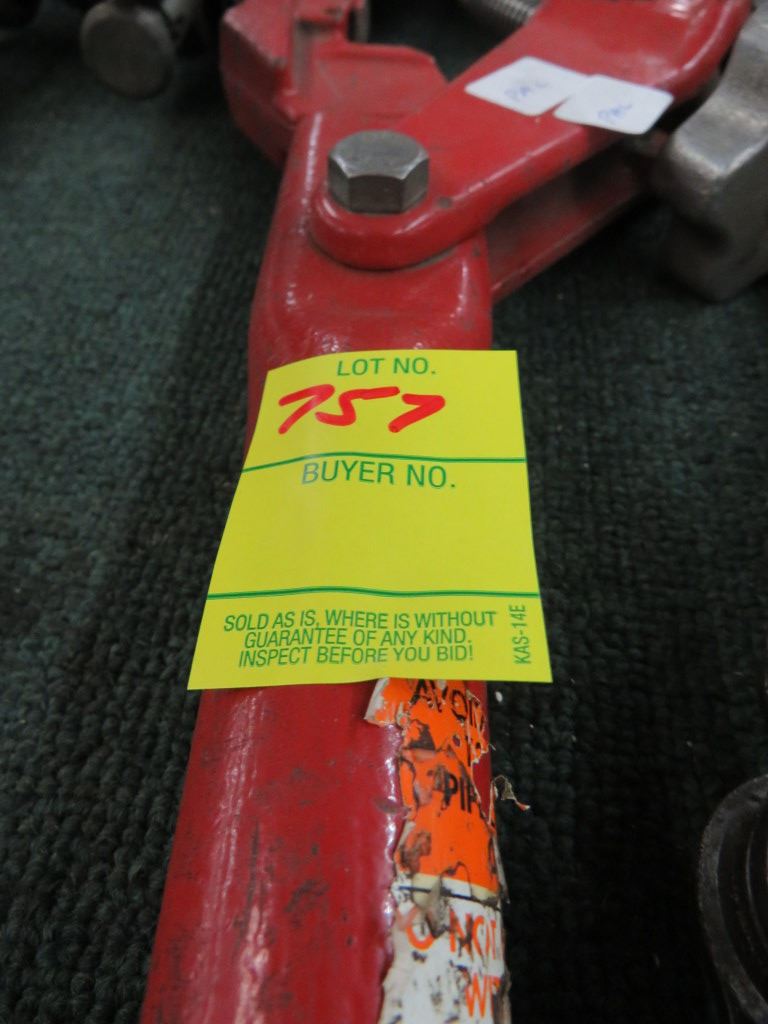 LOT NO.
757
BUYER NO.
SOLD AS IS, WHERE IS WITHOUT
GUARANTEE OF ANY KIND.
INSPECT BEFORE YOU BID!
KAS-14E